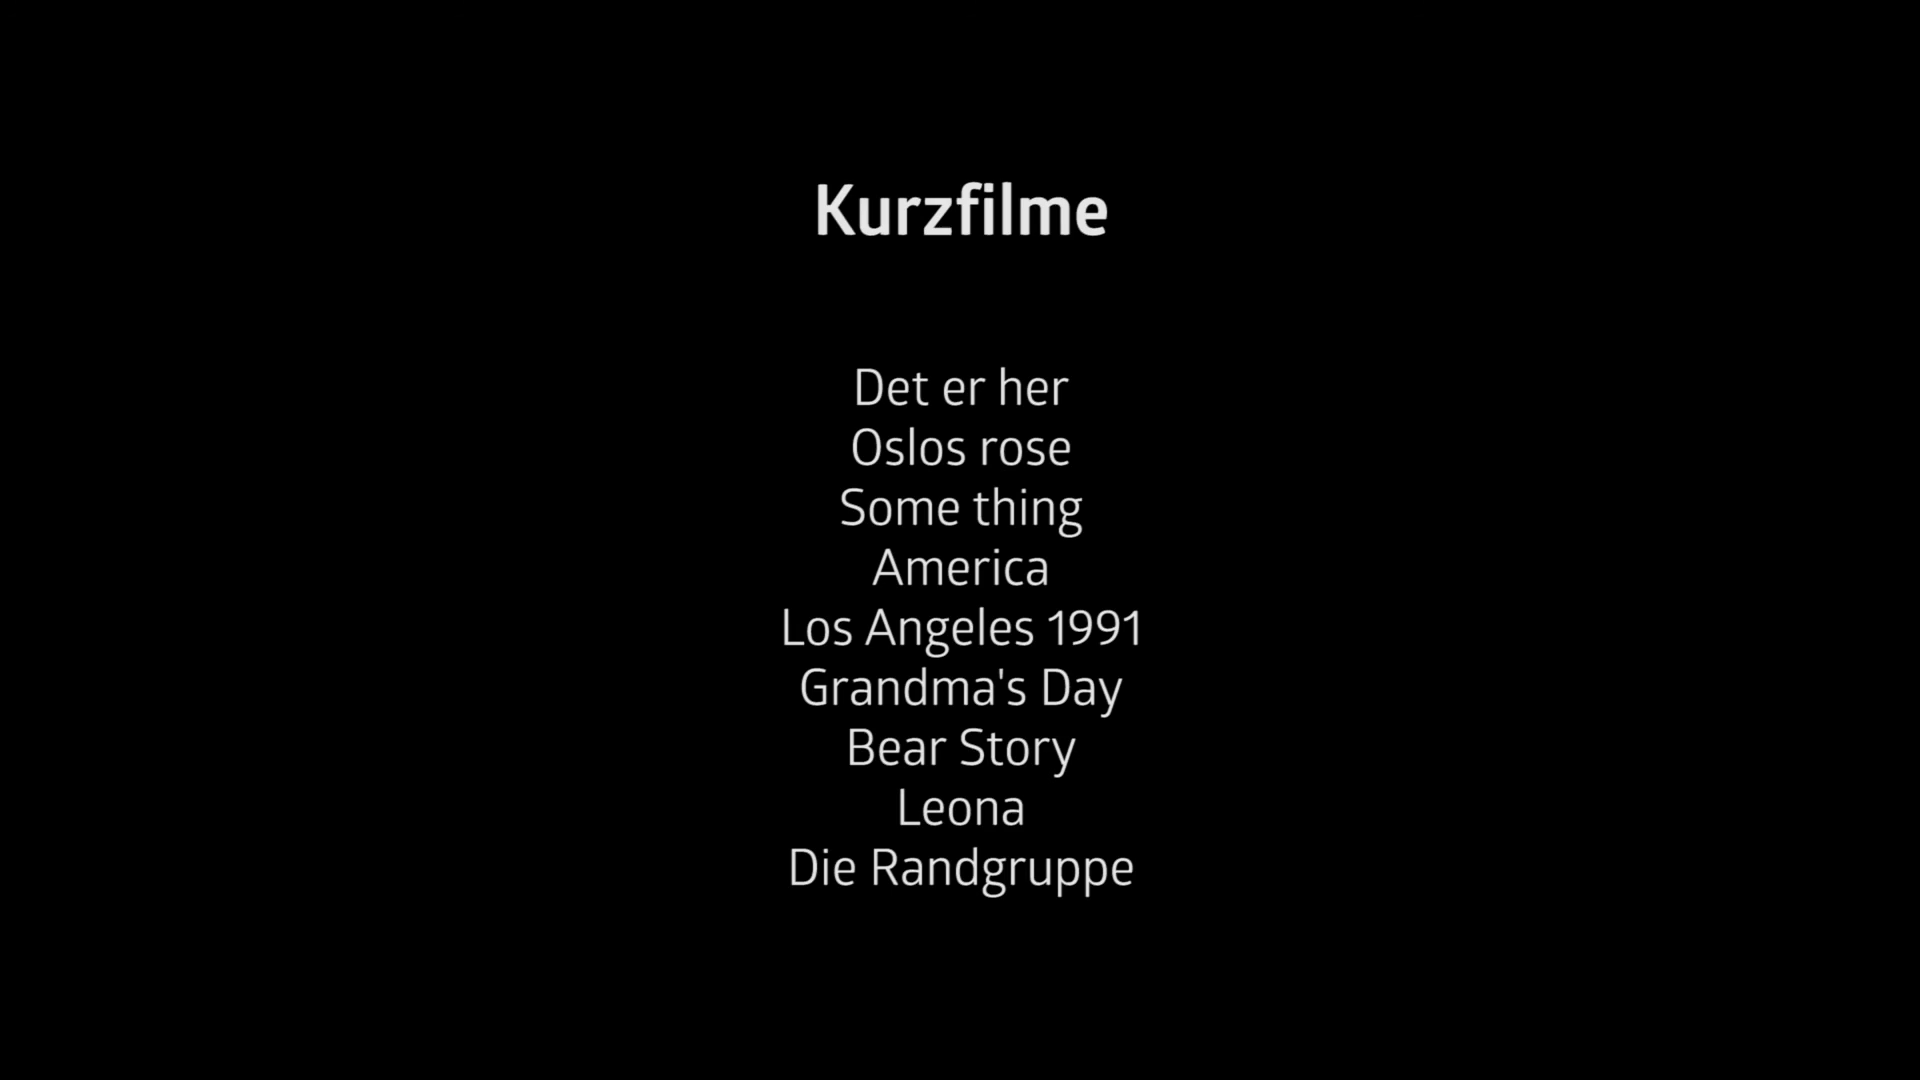 Kurzfilme
Det er her
Oslos rose
Some thing
America
Los Angeles 1991
Grandma's Day
Bear Story
Leona
Die Randgruppe